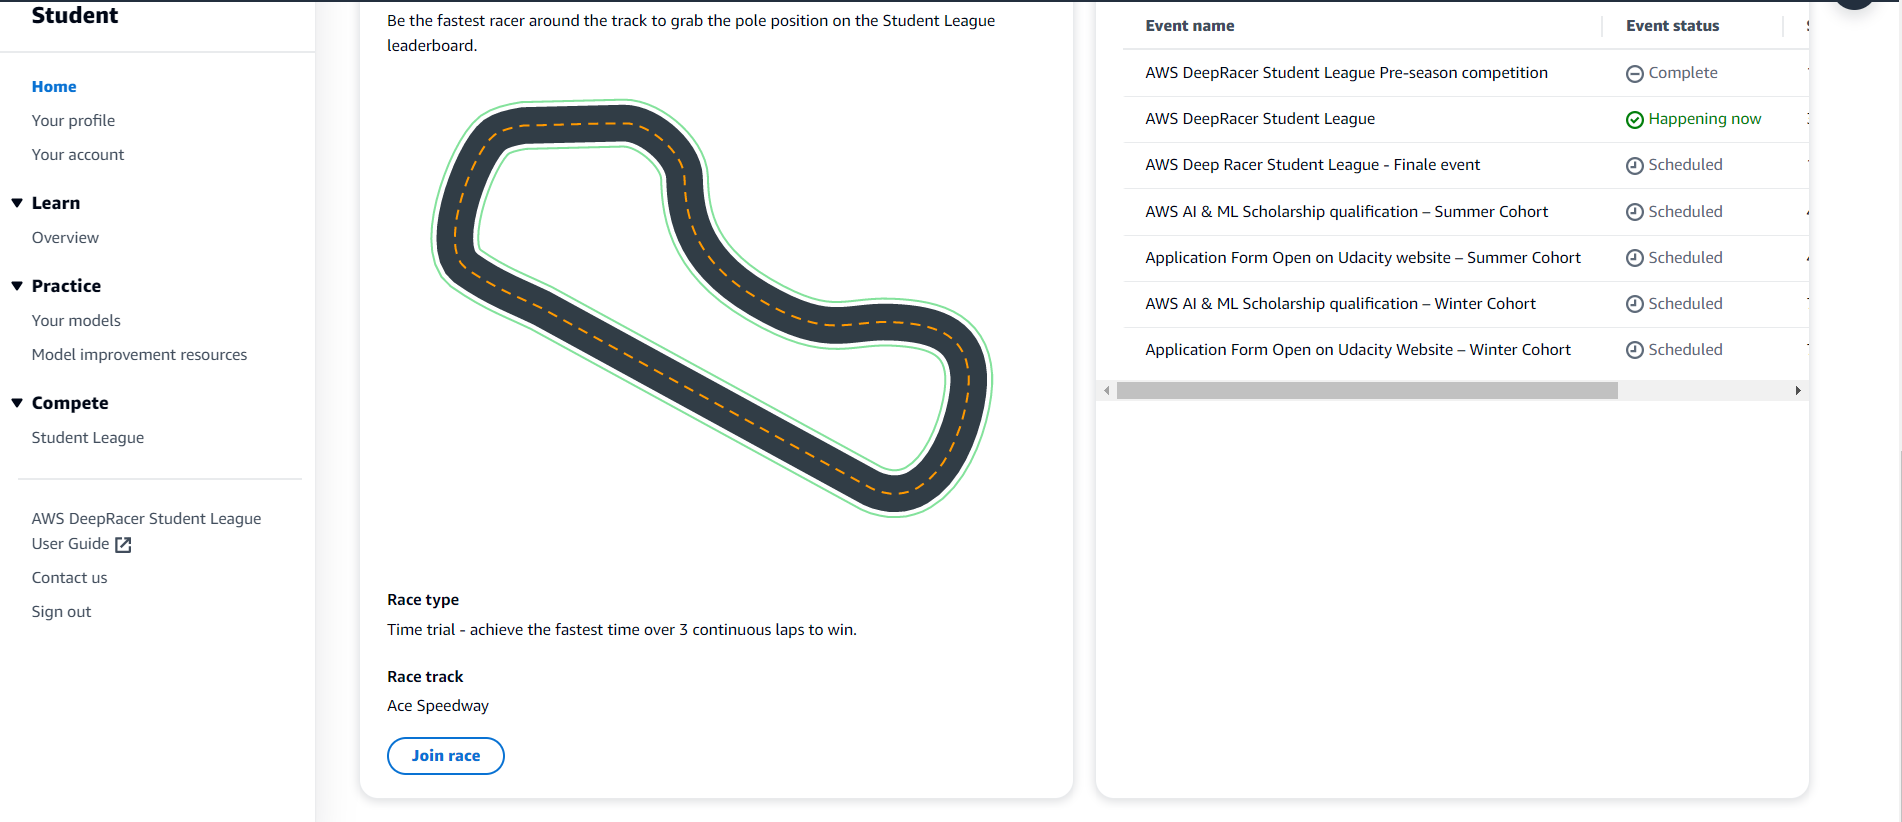 Student
Home
Your profile
Your account
Learn
Overview
Practice
Your models
Model improvement resources
Compete
Student League
AWS DeepRacer Student League
User Guide
Contact us
Sign out
Be the fastest racer around the track to grab the pole position on the Student League
leaderboard.
Race type
Time trial - achieve the fastest time over 3 continuous laps to win.
Race track
Ace Speedway
Join race
Event name Event status
AWS DeepRacer Student League Pre-season competition Complete
AWS DeepRacer Student League Happening now
AWS Deep Racer Student League - Finale event Scheduled
AWS AI & ML Scholarship qualification – Summer Cohort Scheduled
Application Form Open on Udacity website – Summer Cohort Scheduled
AWS AI & ML Scholarship qualification – Winter Cohort Scheduled
Application Form Open on Udacity Website – Winter Cohort Scheduled